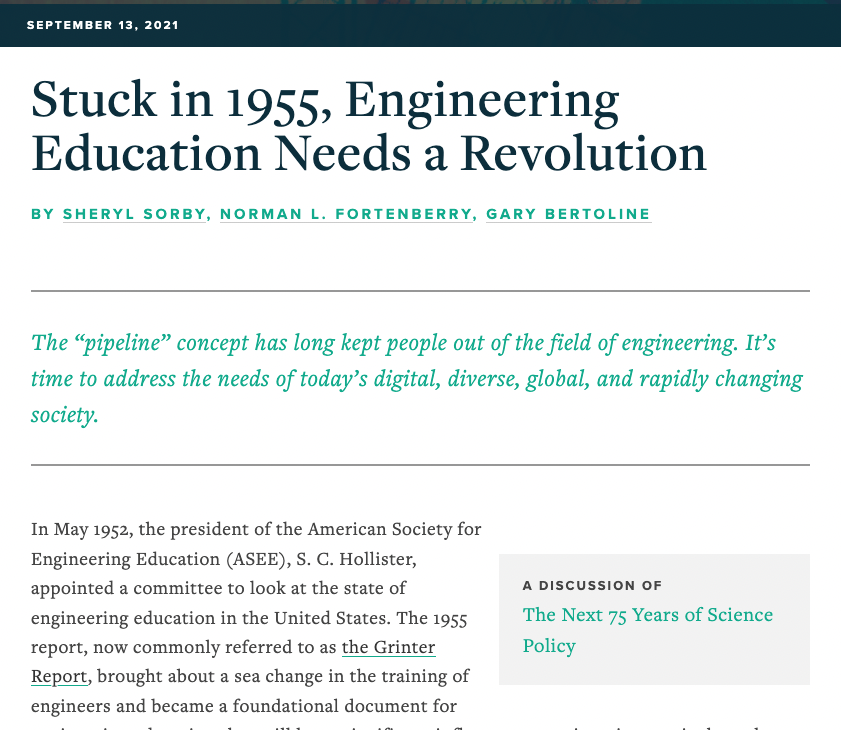 SEPTEMBER 13, 2021
Stuck in 1955, Engineering
Education Needs a Revolution
BY SHERYL SORBY, NORMAN L. FORTENBERRY, GARY BERTOLINE
The “pipeline” concept has long kept people out of the field of engineering. It’s
time to address the needs of today’s digital, diverse, global, and rapidly changing
society.
In May 1952, the president of the American Society for
Engineering Education (ASEE), S. C. Hollister,
appointed a committee to look at the state of
engineering education in the United States. The 1955
report, now commonly referred to as the Grinter
Report, brought about a sea change in the training of
engineers and became a foundational document for
A DISCUSSION OF
The Next 75 Years of Science
Policy